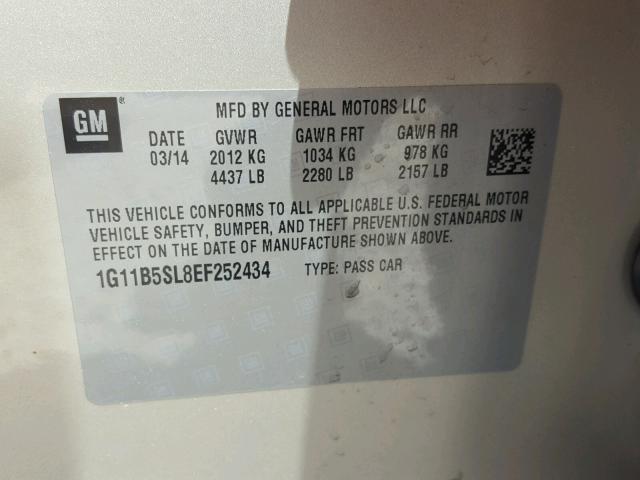 GM®
MFD BY GENERAL MOTORS LLC
DATE GVWR GAWR FRT GAWR RR
03/14 2012 KG 1034 KG 978 KG
4437 LB 2280 LB 2157 LB
THIS VEHICLE CONFORMS TO ALL APPLICABLE U.S. FEDERAL MOTOR
VEHICLE SAFETY, BUMPER, AND THEFT PREVENTION STANDARDS IN
EFFECT ON THE DATE OF MANUFACTURE SHOWN ABOVE.
1G11B5SL8EF252434 TYPE: PASS CAR